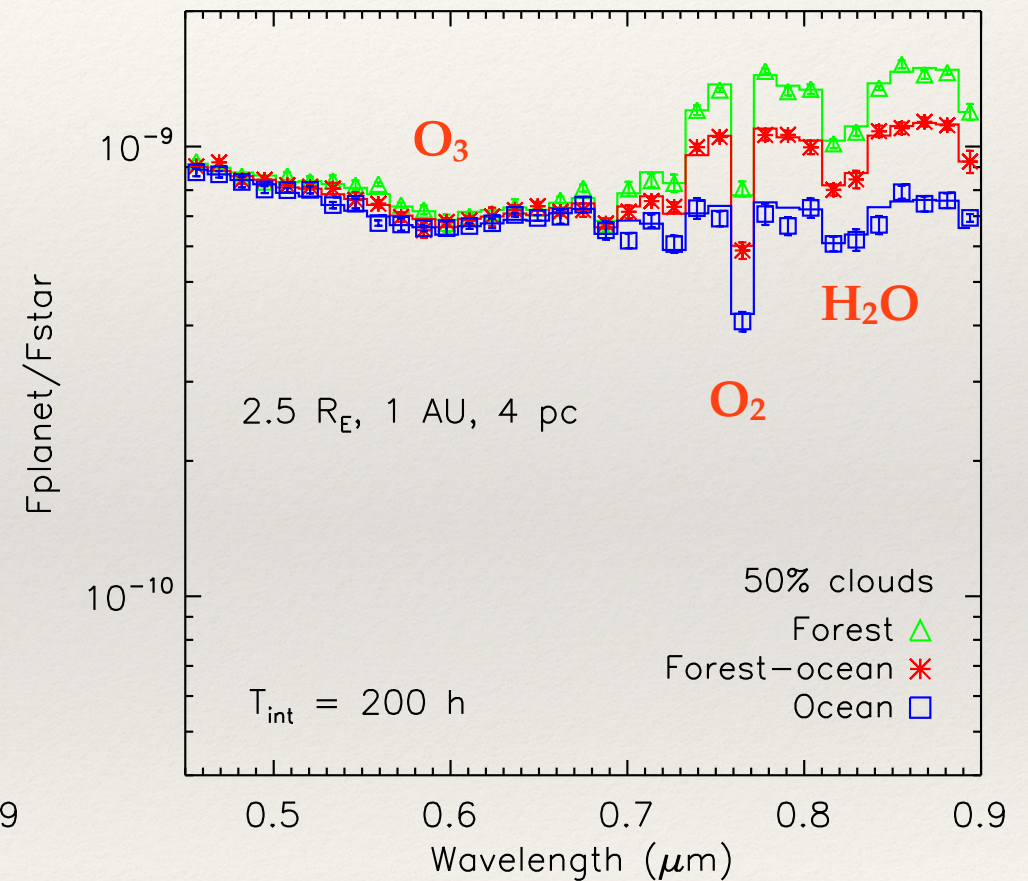 10⁻⁹
O₃
H₂O
O₂
2.5 R_E, 1 AU, 4 pc
Fplanet/Fstar
10⁻¹⁰
50% clouds
Forest
Forest-ocean
Ocean
T_int = 200 h
9
0.5 0.6 0.7 0.8 0.9
Wavelength (μm)